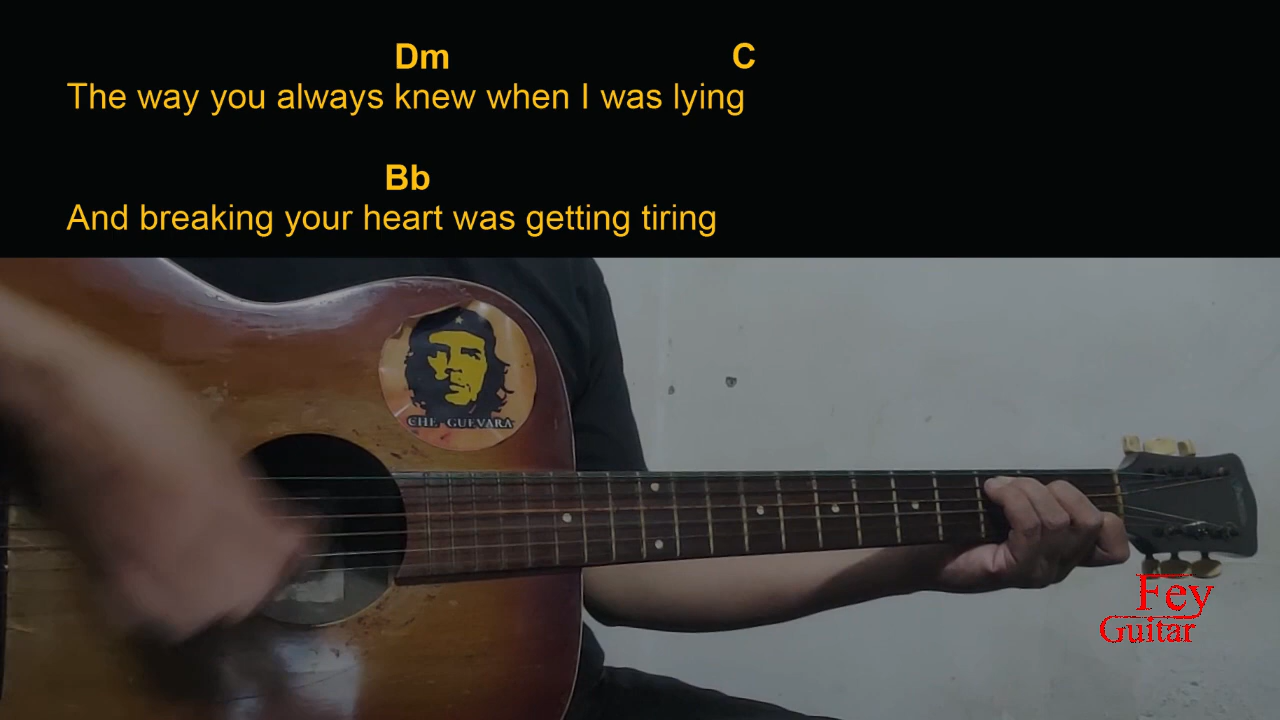 Dm C
The way you always knew when I was lying
Bb
And breaking your heart was getting tiring
CHE GUEVARA
Fey
Guitar